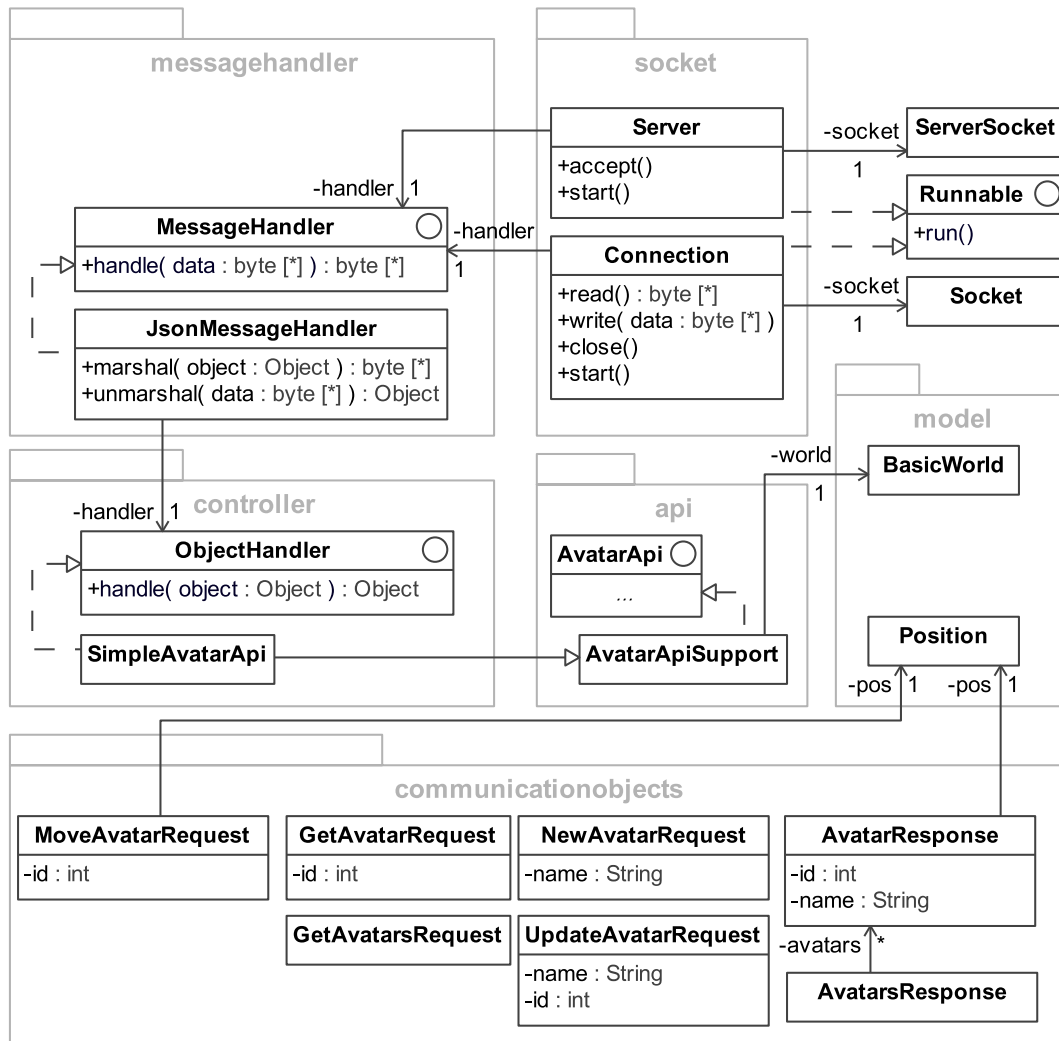 messagehandler
socket
Server
+accept()
+start()
-socket
1
ServerSocket
-handler 1
Runnable
+run()
MessageHandler
+handle( data : byte [*] ) : byte [*]
-handler
1
Connection
+read() : byte [*]
+write( data : byte [*] )
+close()
+start()
-socket
1
Socket
JsonMessageHandler
+marshal( object : Object ) : byte [*]
+unmarshal( data : byte [*] ) : Object
model
-world
1
BasicWorld
controller
-handler 1
ObjectHandler
+handle( object : Object ) : Object
SimpleAvatarApi
api
AvatarApi
...
AvatarApiSupport
Position
-pos 1
-pos 1
communicationobjects
MoveAvatarRequest
-id : int
GetAvatarRequest
-id : int
NewAvatarRequest
-name : String
AvatarResponse
-id : int
-name : String
GetAvatarsRequest
UpdateAvatarRequest
-name : String
-id : int
-avatars *
AvatarsResponse